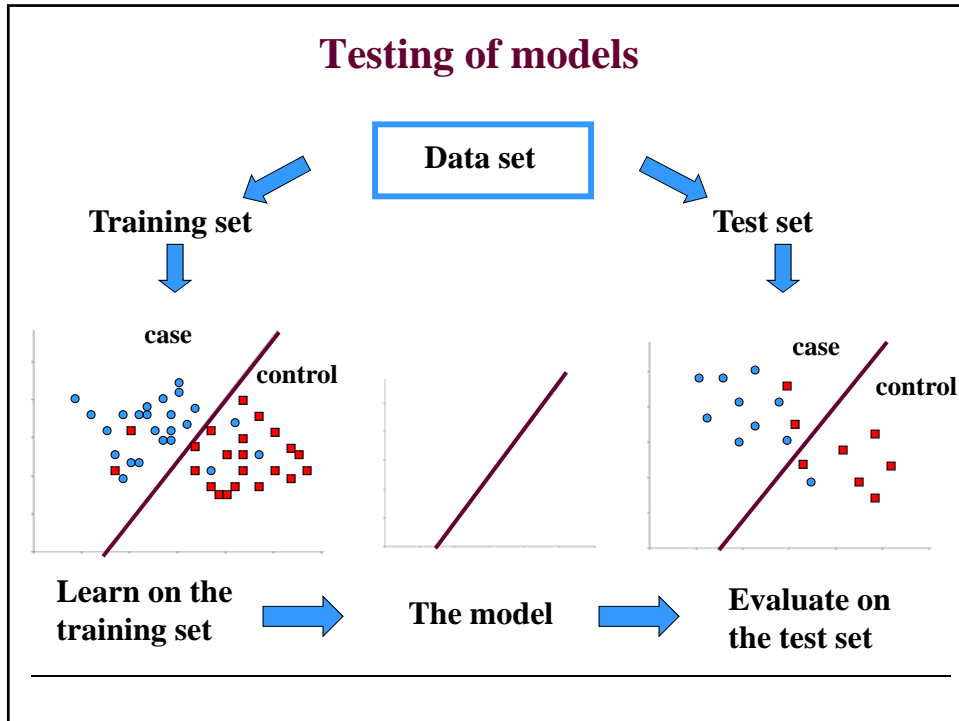 Testing of models
Data set
Training set
Test set
case
control
case
control
Learn on the
training set
The model
Evaluate on
the test set